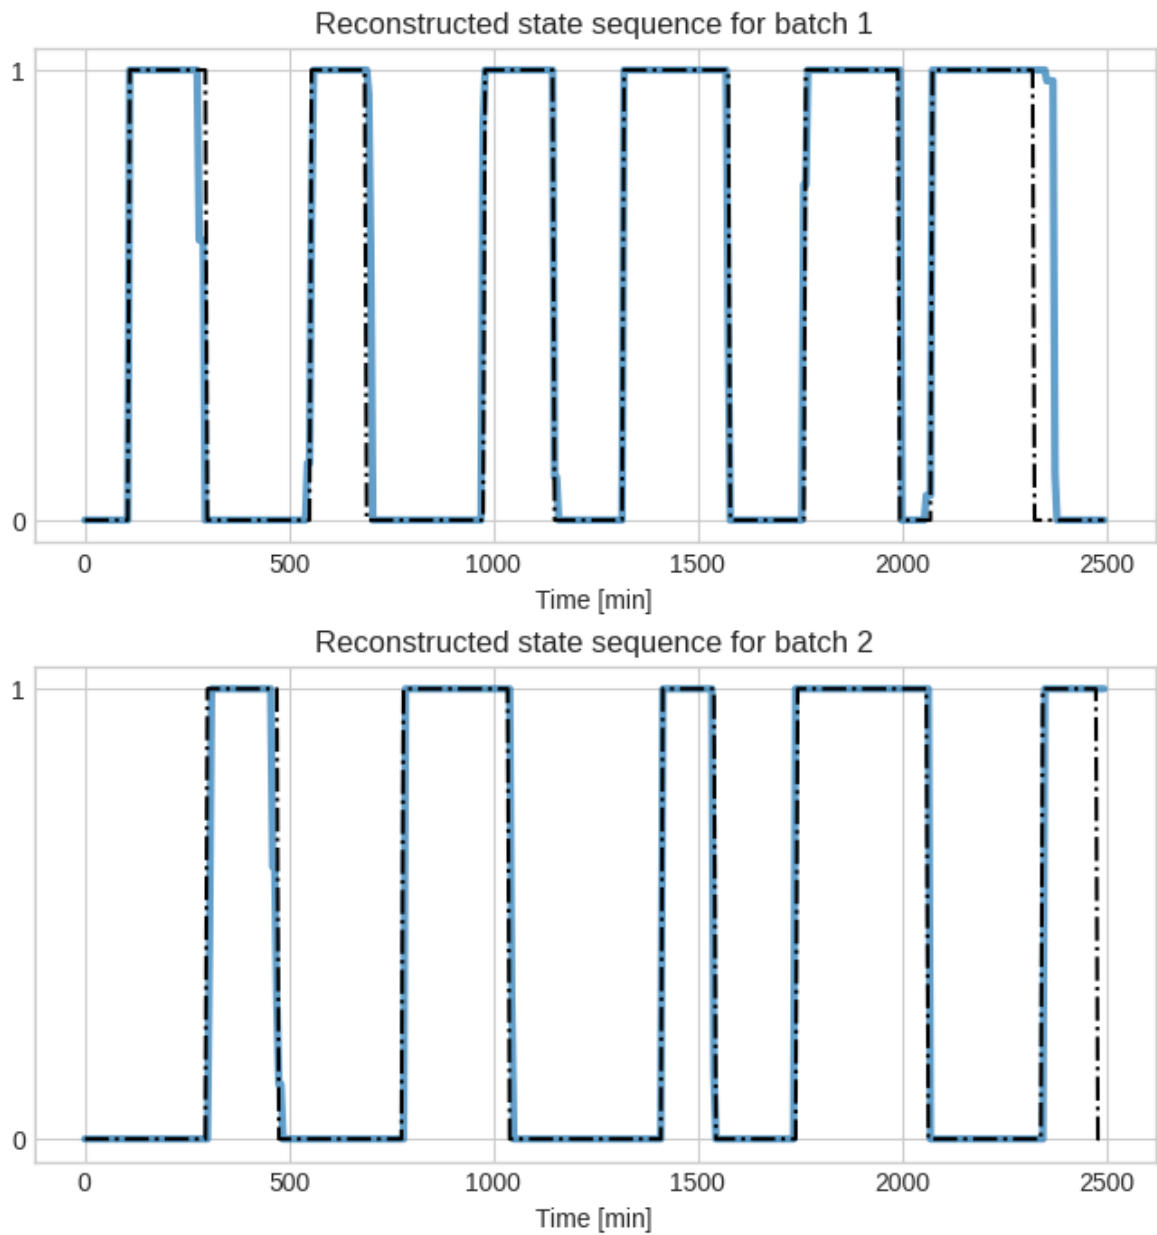 Reconstructed state sequence for batch 1
1
0
0 500 1000 1500 2000 2500
Time [min]
Reconstructed state sequence for batch 2
1
0
0 500 1000 1500 2000 2500
Time [min]